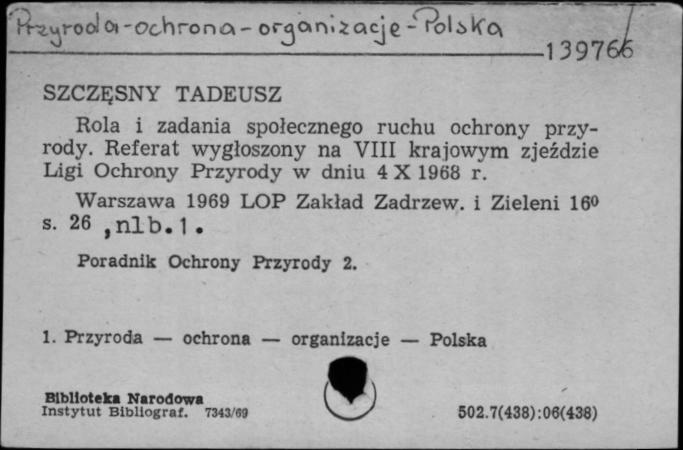 Przyroda-ochrona-organizacje-Polska
139766
SZCZĘSNY TADEUSZ
Rola i zadania społecznego ruchu ochrony przy-
rody. Referat wygłoszony na VIII krajowym zjeździe
Ligi Ochrony Przyrody w dniu 4 X 1968 r.
Warszawa 1969 LOP Zakład Zadrzew. i Zieleni 16⁰
s. 26 ,nlb.1.
Poradnik Ochrony Przyrody 2.
1. Przyroda — ochrona — organizacje — Polska
Biblioteka Narodowa
Instytut Bibliograf. 7343/69
502.7(438):06(438)